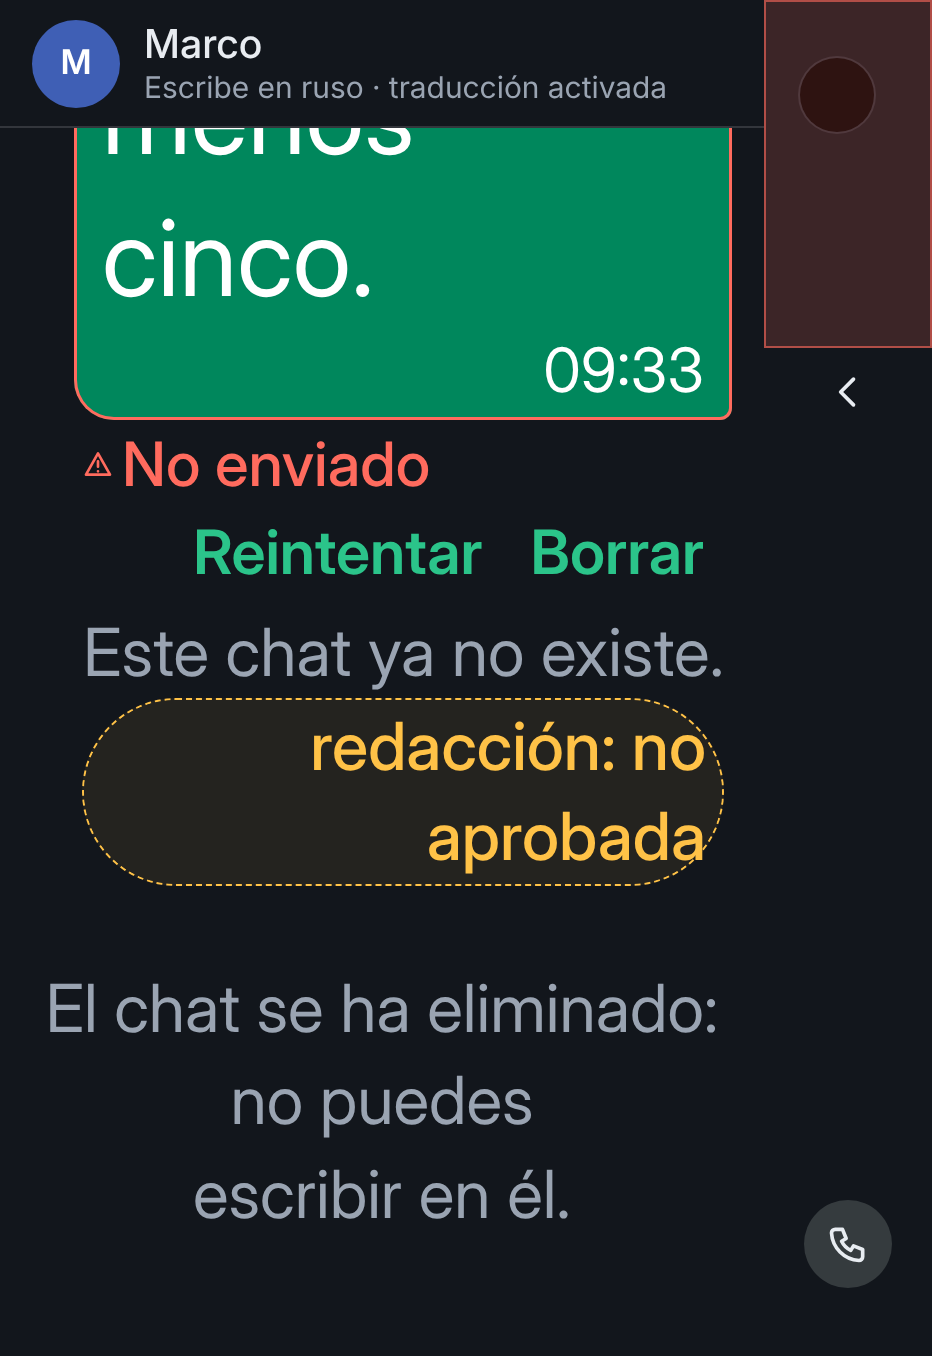 M
Marco
Escribe en ruso · traducción activada
menos
cinco.
09:33
No enviado
Reintentar Borrar
Este chat ya no existe.
redacción: no
aprobada
El chat se ha eliminado:
no puedes
escribir en él.